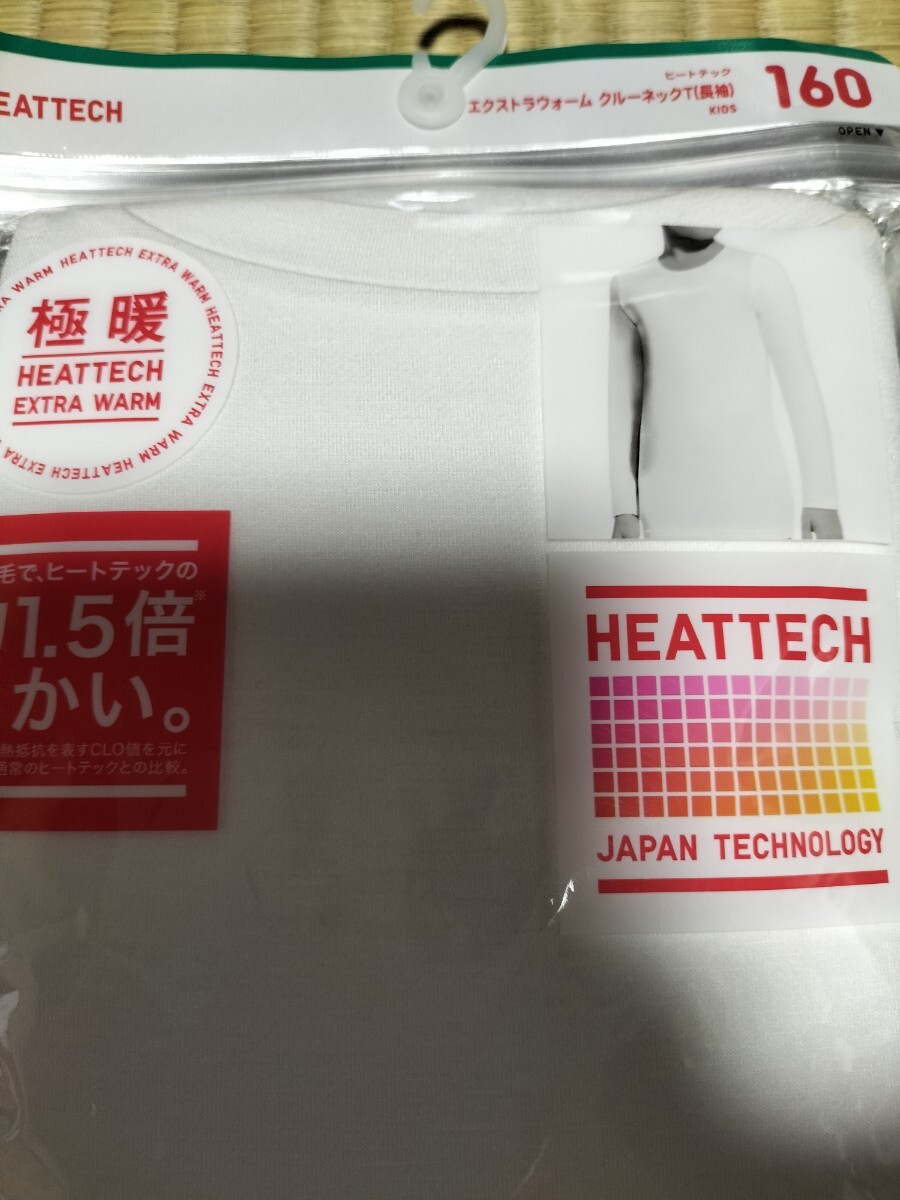 EATTECH
ヒートテック
エクストラウォーム クルーネックT(長袖)
KIDS
160
OPEN ▼
WARM HEATTECH EXTRA WARM HEATTECH EXTRA WARM HEATTECH EXTRA
極暖
HEATTECH
EXTRA WARM
毛で、ヒートテックの
1.5倍※
かい。
熱抵抗を表すCLO値を元に
通常のヒートテックとの比較。
HEATTECH
JAPAN TECHNOLOGY